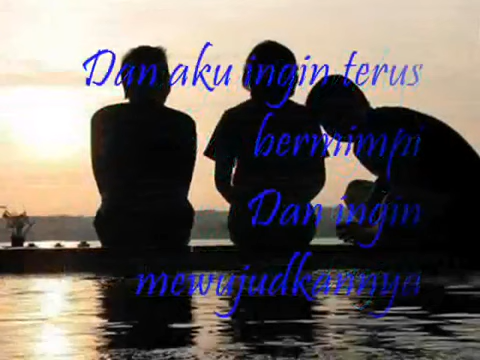 Dan aku ingin terus
bermimpi
Dan ingin
mewujudkannya